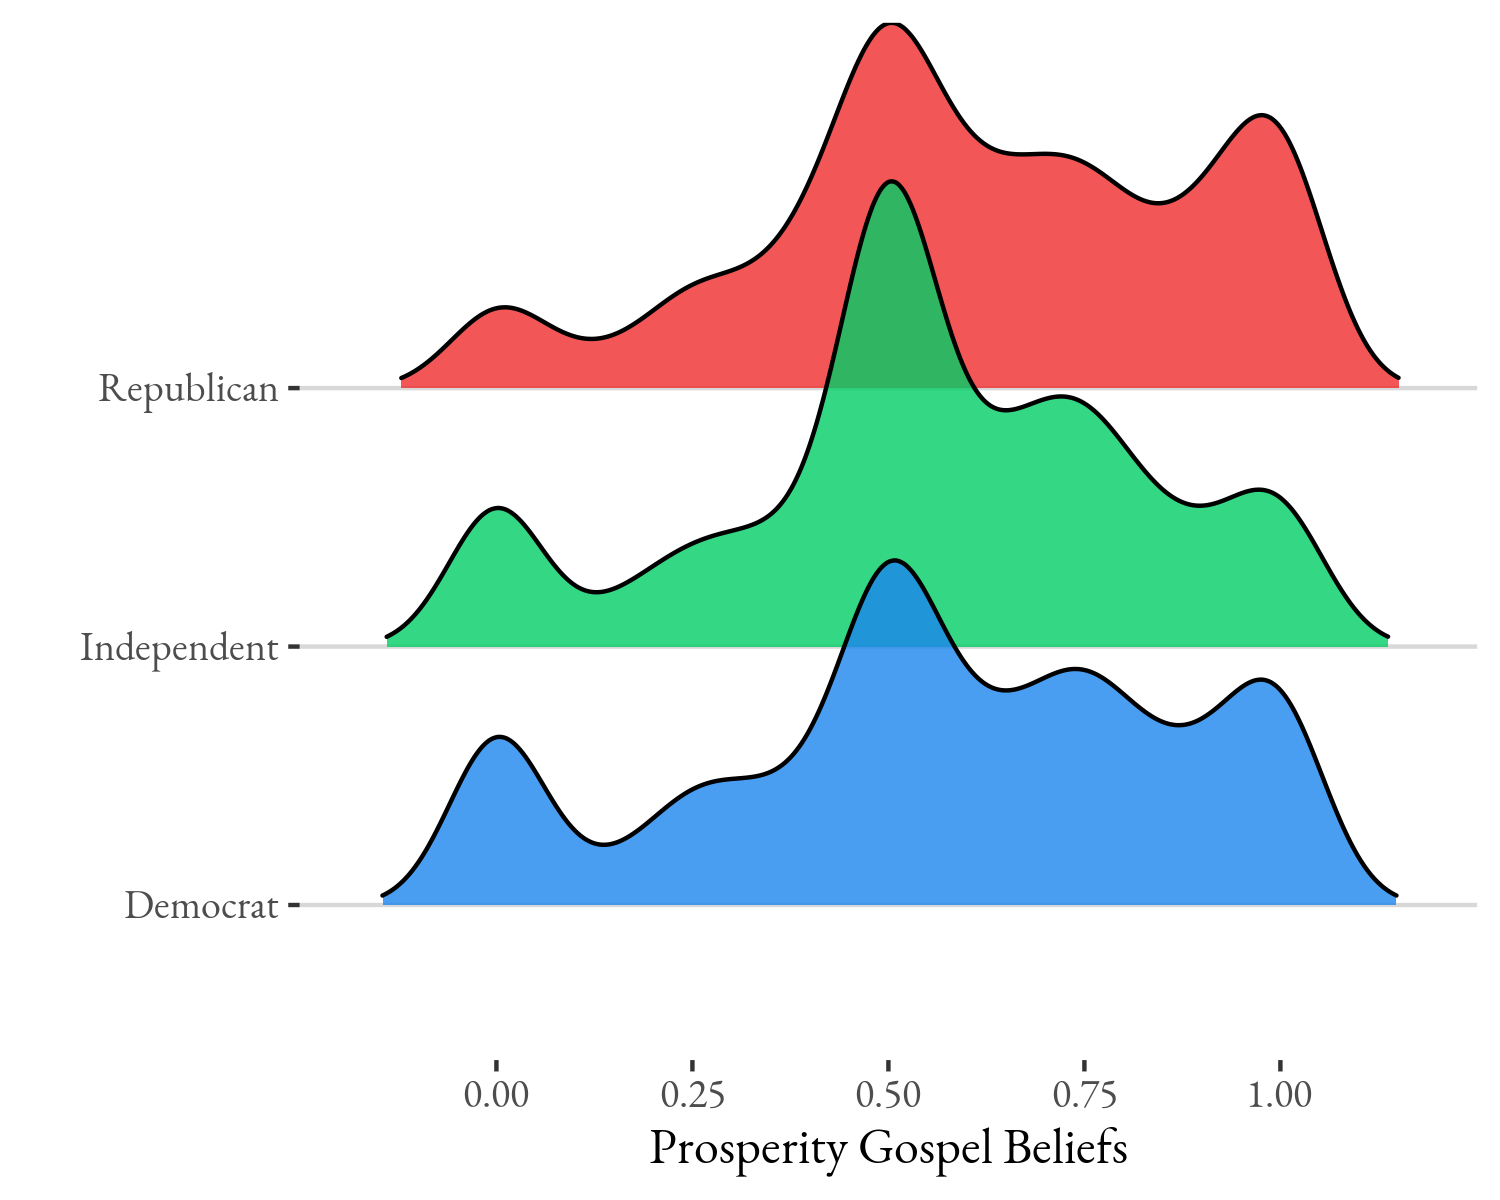 Republican
Independent
Democrat
0.00 0.25 0.50 0.75 1.00
Prosperity Gospel Beliefs